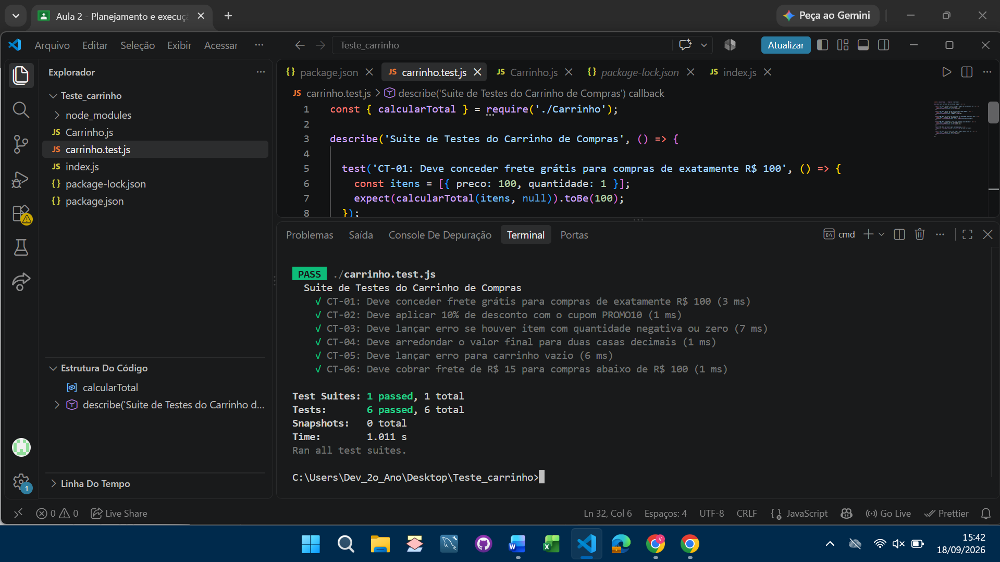 Aula 2 - Planejamento e execuçã
Peça ao Gemini
Arquivo Editar Seleção Exibir Acessar ···
Teste_carrinho
Atualizar
Explorador
Teste_carrinho
node_modules
JS Carrinho.js
JS carrinho.test.js
JS index.js
{} package-lock.json
{} package.json
Estrutura Do Código
calcularTotal
describe('Suite de Testes do Carrinho d...
Linha Do Tempo
1
{} package.json
JS carrinho.test.js
JS Carrinho.js
{} package-lock.json
JS index.js
JS carrinho.test.js > describe('Suite de Testes do Carrinho de Compras') callback
1 const { calcularTotal } = require('./Carrinho');
2
3 describe('Suite de Testes do Carrinho de Compras', () => {
4
5 test('CT-01: Deve conceder frete grátis para compras de exatamente R$ 100', () => {
6 const itens = [{ preco: 100, quantidade: 1 }];
7 expect(calcularTotal(itens, null)).toBe(100);
8 });
Problemas Saída Console De Depuração Terminal Portas
cmd
PASS ./carrinho.test.js
Suite de Testes do Carrinho de Compras
√ CT-01: Deve conceder frete grátis para compras de exatamente R$ 100 (3 ms)
√ CT-02: Deve aplicar 10% de desconto com o cupom PROMO10 (1 ms)
√ CT-03: Deve lançar erro se houver item com quantidade negativa ou zero (7 ms)
√ CT-04: Deve arredondar o valor final para duas casas decimais (1 ms)
√ CT-05: Deve lançar erro para carrinho vazio (6 ms)
√ CT-06: Deve cobrar frete de R$ 15 para compras abaixo de R$ 100 (1 ms)
Test Suites: 1 passed, 1 total
Tests: 6 passed, 6 total
Snapshots: 0 total
Time: 1.011 s
Ran all test suites.
C:\Users\Dev_2o_Ano\Desktop\Teste_carrinho>
0 0 Live Share
Ln 32, Col 6 Espaços: 4 UTF-8 CRLF JavaScript Go Live Prettier
15:42
18/09/2026